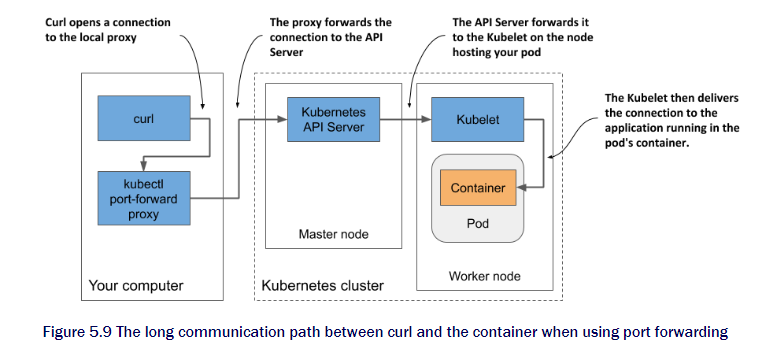 Curl opens a connection
to the local proxy
The proxy forwards the
connection to the API
Server
The API Server forwards it
to the Kubelet on the node
hosting your pod
The Kubelet then delivers
the connection to the
application running in the
pod's container.
curl
kubectl
port-forward
proxy
Your computer
Kubernetes
API Server
Master node
Kubelet
Container
Pod
Worker node
Kubernetes cluster
Figure 5.9 The long communication path between curl and the container when using port forwarding